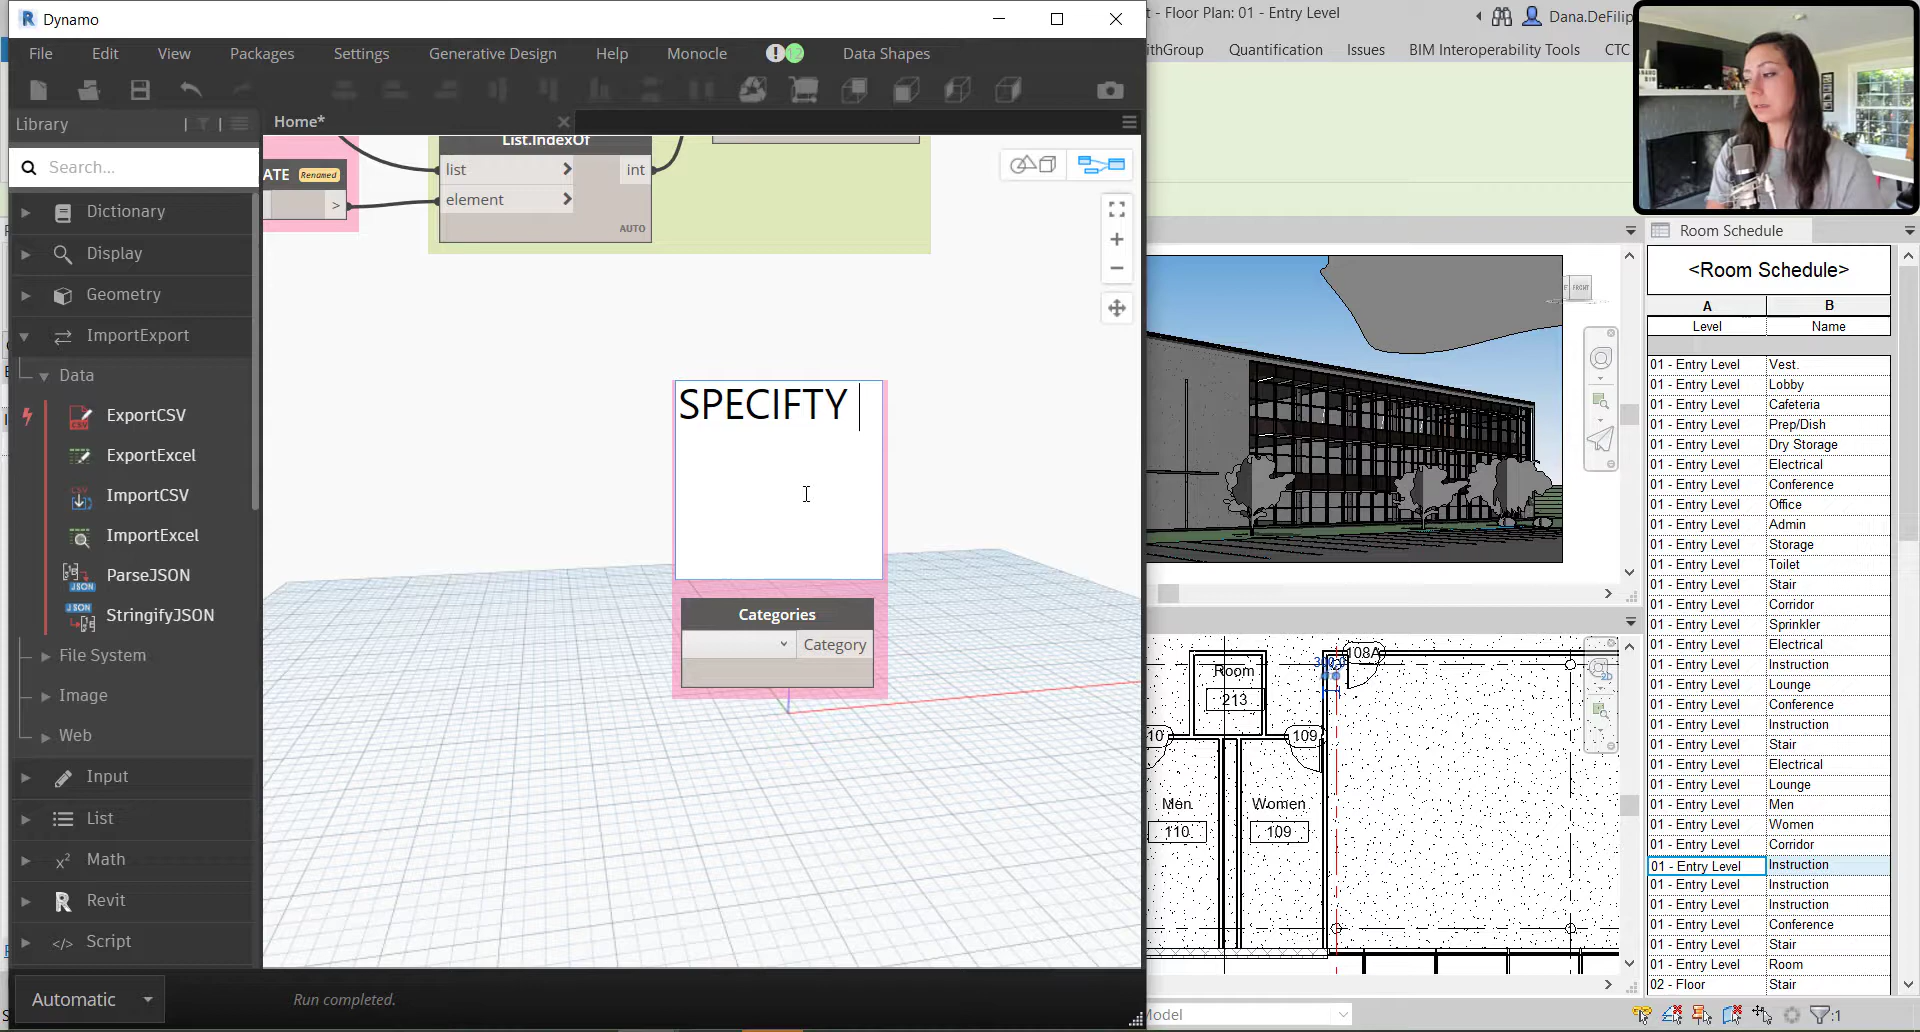 Dynamo
File Edit View Packages Settings Generative Design Help Monocle ! 12 Data Shapes
Library
Home*
Search...
Dictionary
Display
Geometry
ImportExport
Data
ExportCSV
ExportExcel
ImportCSV
ImportExcel
ParseJSON
StringifyJSON
File System
Image
Web
Input
List
Math
Revit
Script
Automatic
Run completed.
ATE Renamed
>
List.IndexOf
list > int
element >
AUTO
SPECIFTY
Categories
Category
t - Floor Plan: 01 - Entry Level
Dana.DeFilip
ithGroup Quantification Issues BIM Interoperability Tools CTC
FRONT
Room
213
108A
10
109
Men
110
Women
109
Model
Room Schedule
<Room Schedule>
A B
Level Name
01 - Entry Level Vest.
01 - Entry Level Lobby
01 - Entry Level Cafeteria
01 - Entry Level Prep/Dish
01 - Entry Level Dry Storage
01 - Entry Level Electrical
01 - Entry Level Conference
01 - Entry Level Office
01 - Entry Level Admin
01 - Entry Level Storage
01 - Entry Level Toilet
01 - Entry Level Stair
01 - Entry Level Corridor
01 - Entry Level Sprinkler
01 - Entry Level Electrical
01 - Entry Level Instruction
01 - Entry Level Lounge
01 - Entry Level Conference
01 - Entry Level Instruction
01 - Entry Level Stair
01 - Entry Level Electrical
01 - Entry Level Lounge
01 - Entry Level Men
01 - Entry Level Women
01 - Entry Level Corridor
01 - Entry Level Instruction
01 - Entry Level Instruction
01 - Entry Level Instruction
01 - Entry Level Conference
01 - Entry Level Stair
01 - Entry Level Room
02 - Floor Stair
:1